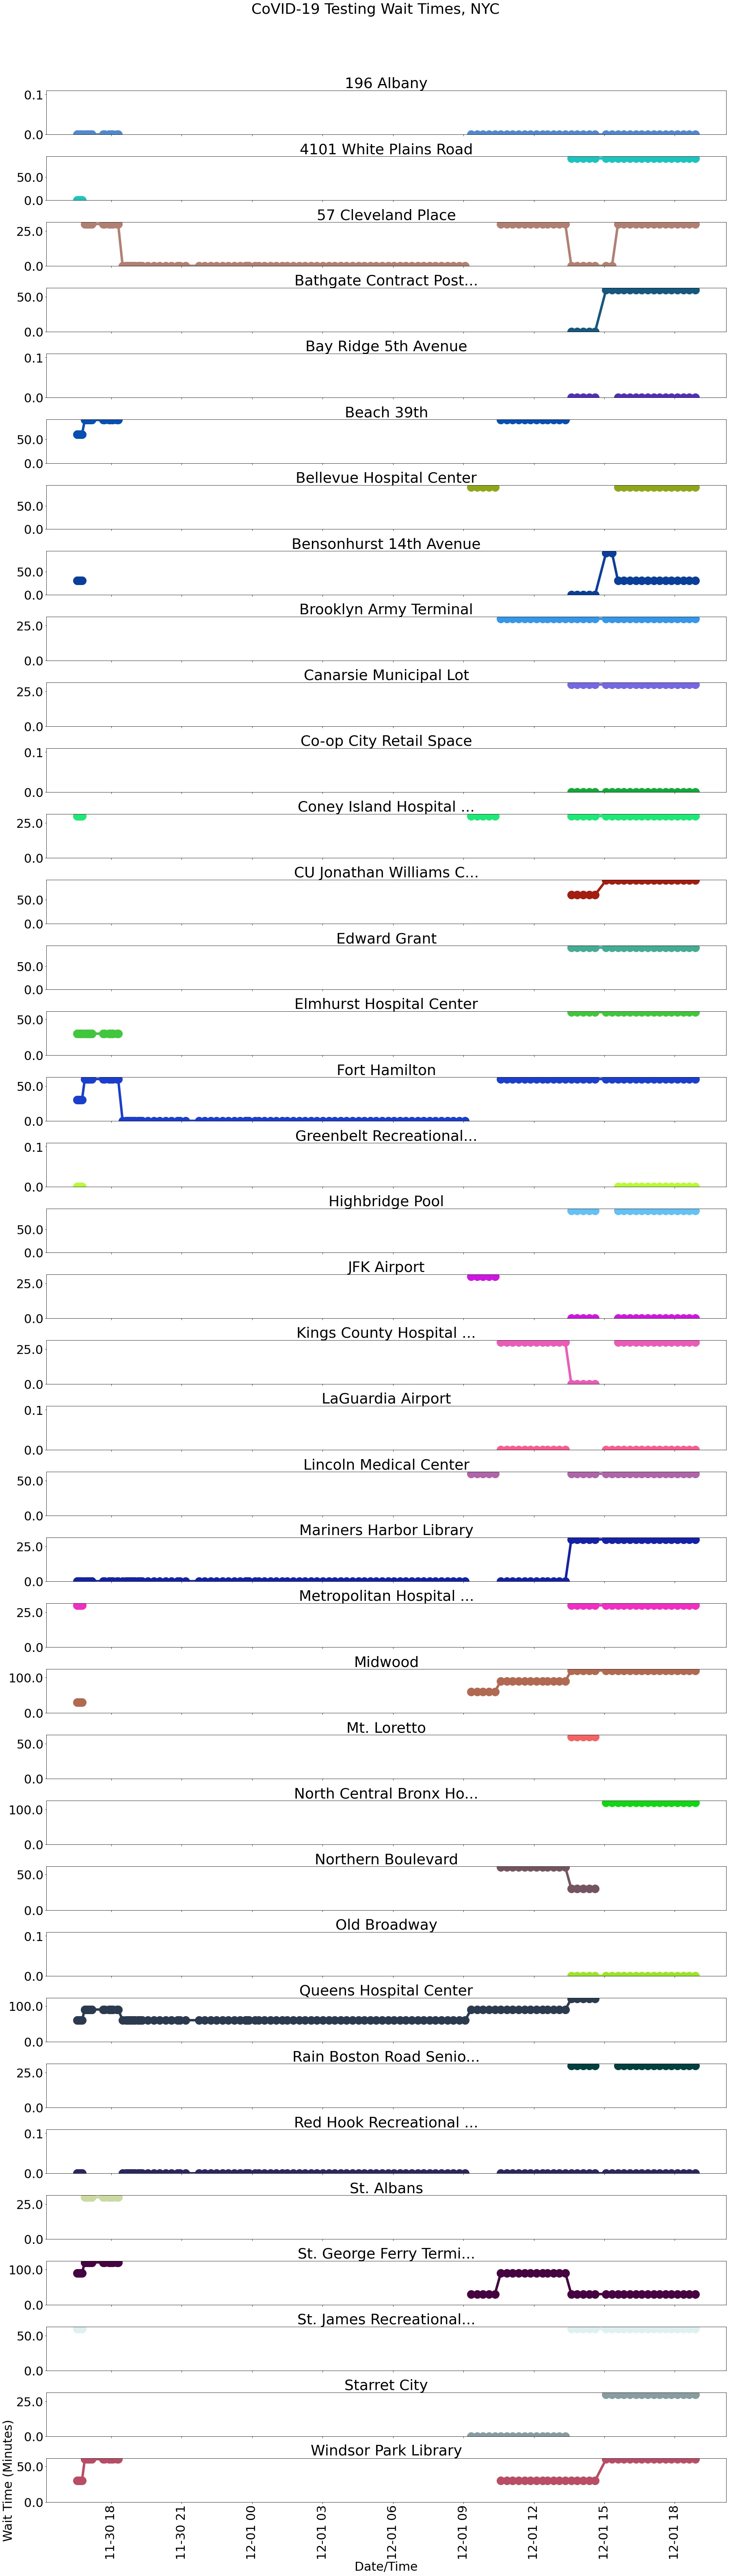 CoVID-19 Testing Wait Times, NYC
196 Albany
0.1
0.0
4101 White Plains Road
50.0
0.0
57 Cleveland Place
25.0
0.0
Bathgate Contract Post...
50.0
0.0
Bay Ridge 5th Avenue
0.1
0.0
Beach 39th
50.0
0.0
Bellevue Hospital Center
50.0
0.0
Bensonhurst 14th Avenue
50.0
0.0
Brooklyn Army Terminal
25.0
0.0
Canarsie Municipal Lot
25.0
0.0
Co-op City Retail Space
0.1
0.0
Coney Island Hospital ...
25.0
0.0
CU Jonathan Williams C...
50.0
0.0
Edward Grant
50.0
0.0
Elmhurst Hospital Center
50.0
0.0
Fort Hamilton
50.0
0.0
Greenbelt Recreational...
0.1
0.0
Highbridge Pool
50.0
0.0
JFK Airport
25.0
0.0
Kings County Hospital ...
25.0
0.0
LaGuardia Airport
0.1
0.0
Lincoln Medical Center
50.0
0.0
Mariners Harbor Library
25.0
0.0
Metropolitan Hospital ...
25.0
0.0
Midwood
100.0
0.0
Mt. Loretto
50.0
0.0
North Central Bronx Ho...
100.0
0.0
Northern Boulevard
50.0
0.0
Old Broadway
0.1
0.0
Queens Hospital Center
100.0
0.0
Rain Boston Road Senio...
25.0
0.0
Red Hook Recreational ...
0.1
0.0
St. Albans
25.0
0.0
St. George Ferry Termi...
100.0
0.0
St. James Recreational...
50.0
0.0
Starret City
25.0
0.0
Windsor Park Library
50.0
0.0
Wait Time (Minutes)
11-30 18
11-30 21
12-01 00
12-01 03
12-01 06
12-01 09
12-01 12
12-01 15
12-01 18
Date/Time